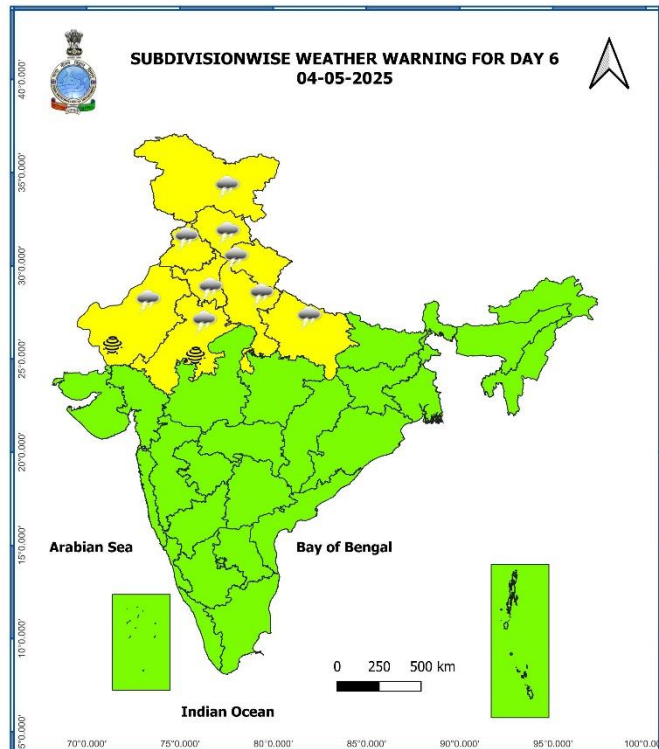 SUBDIVISIONWISE WEATHER WARNING FOR DAY 6
04-05-2025
40°0.000'
35°0.000'
30°0.000'
25°0.000'
20°0.000'
15°0.000'
10°0.000'
5°0.000'
Arabian Sea
Bay of Bengal
0 250 500 km
Indian Ocean
70°0.000' 75°0.000' 80°0.000' 85°0.000' 90°0.000' 95°0.000' 100°0.000'